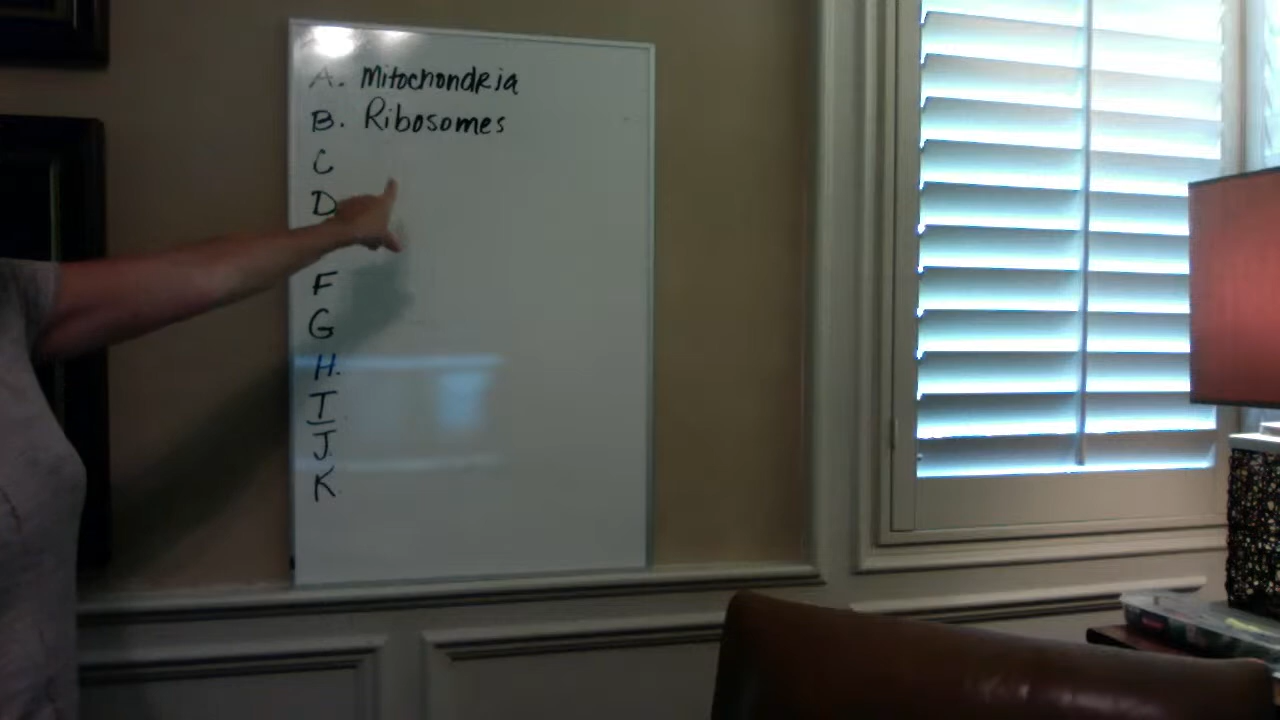 A. Mitochondria
B. Ribosomes
C
D
F
G
H.
I
J.
K.